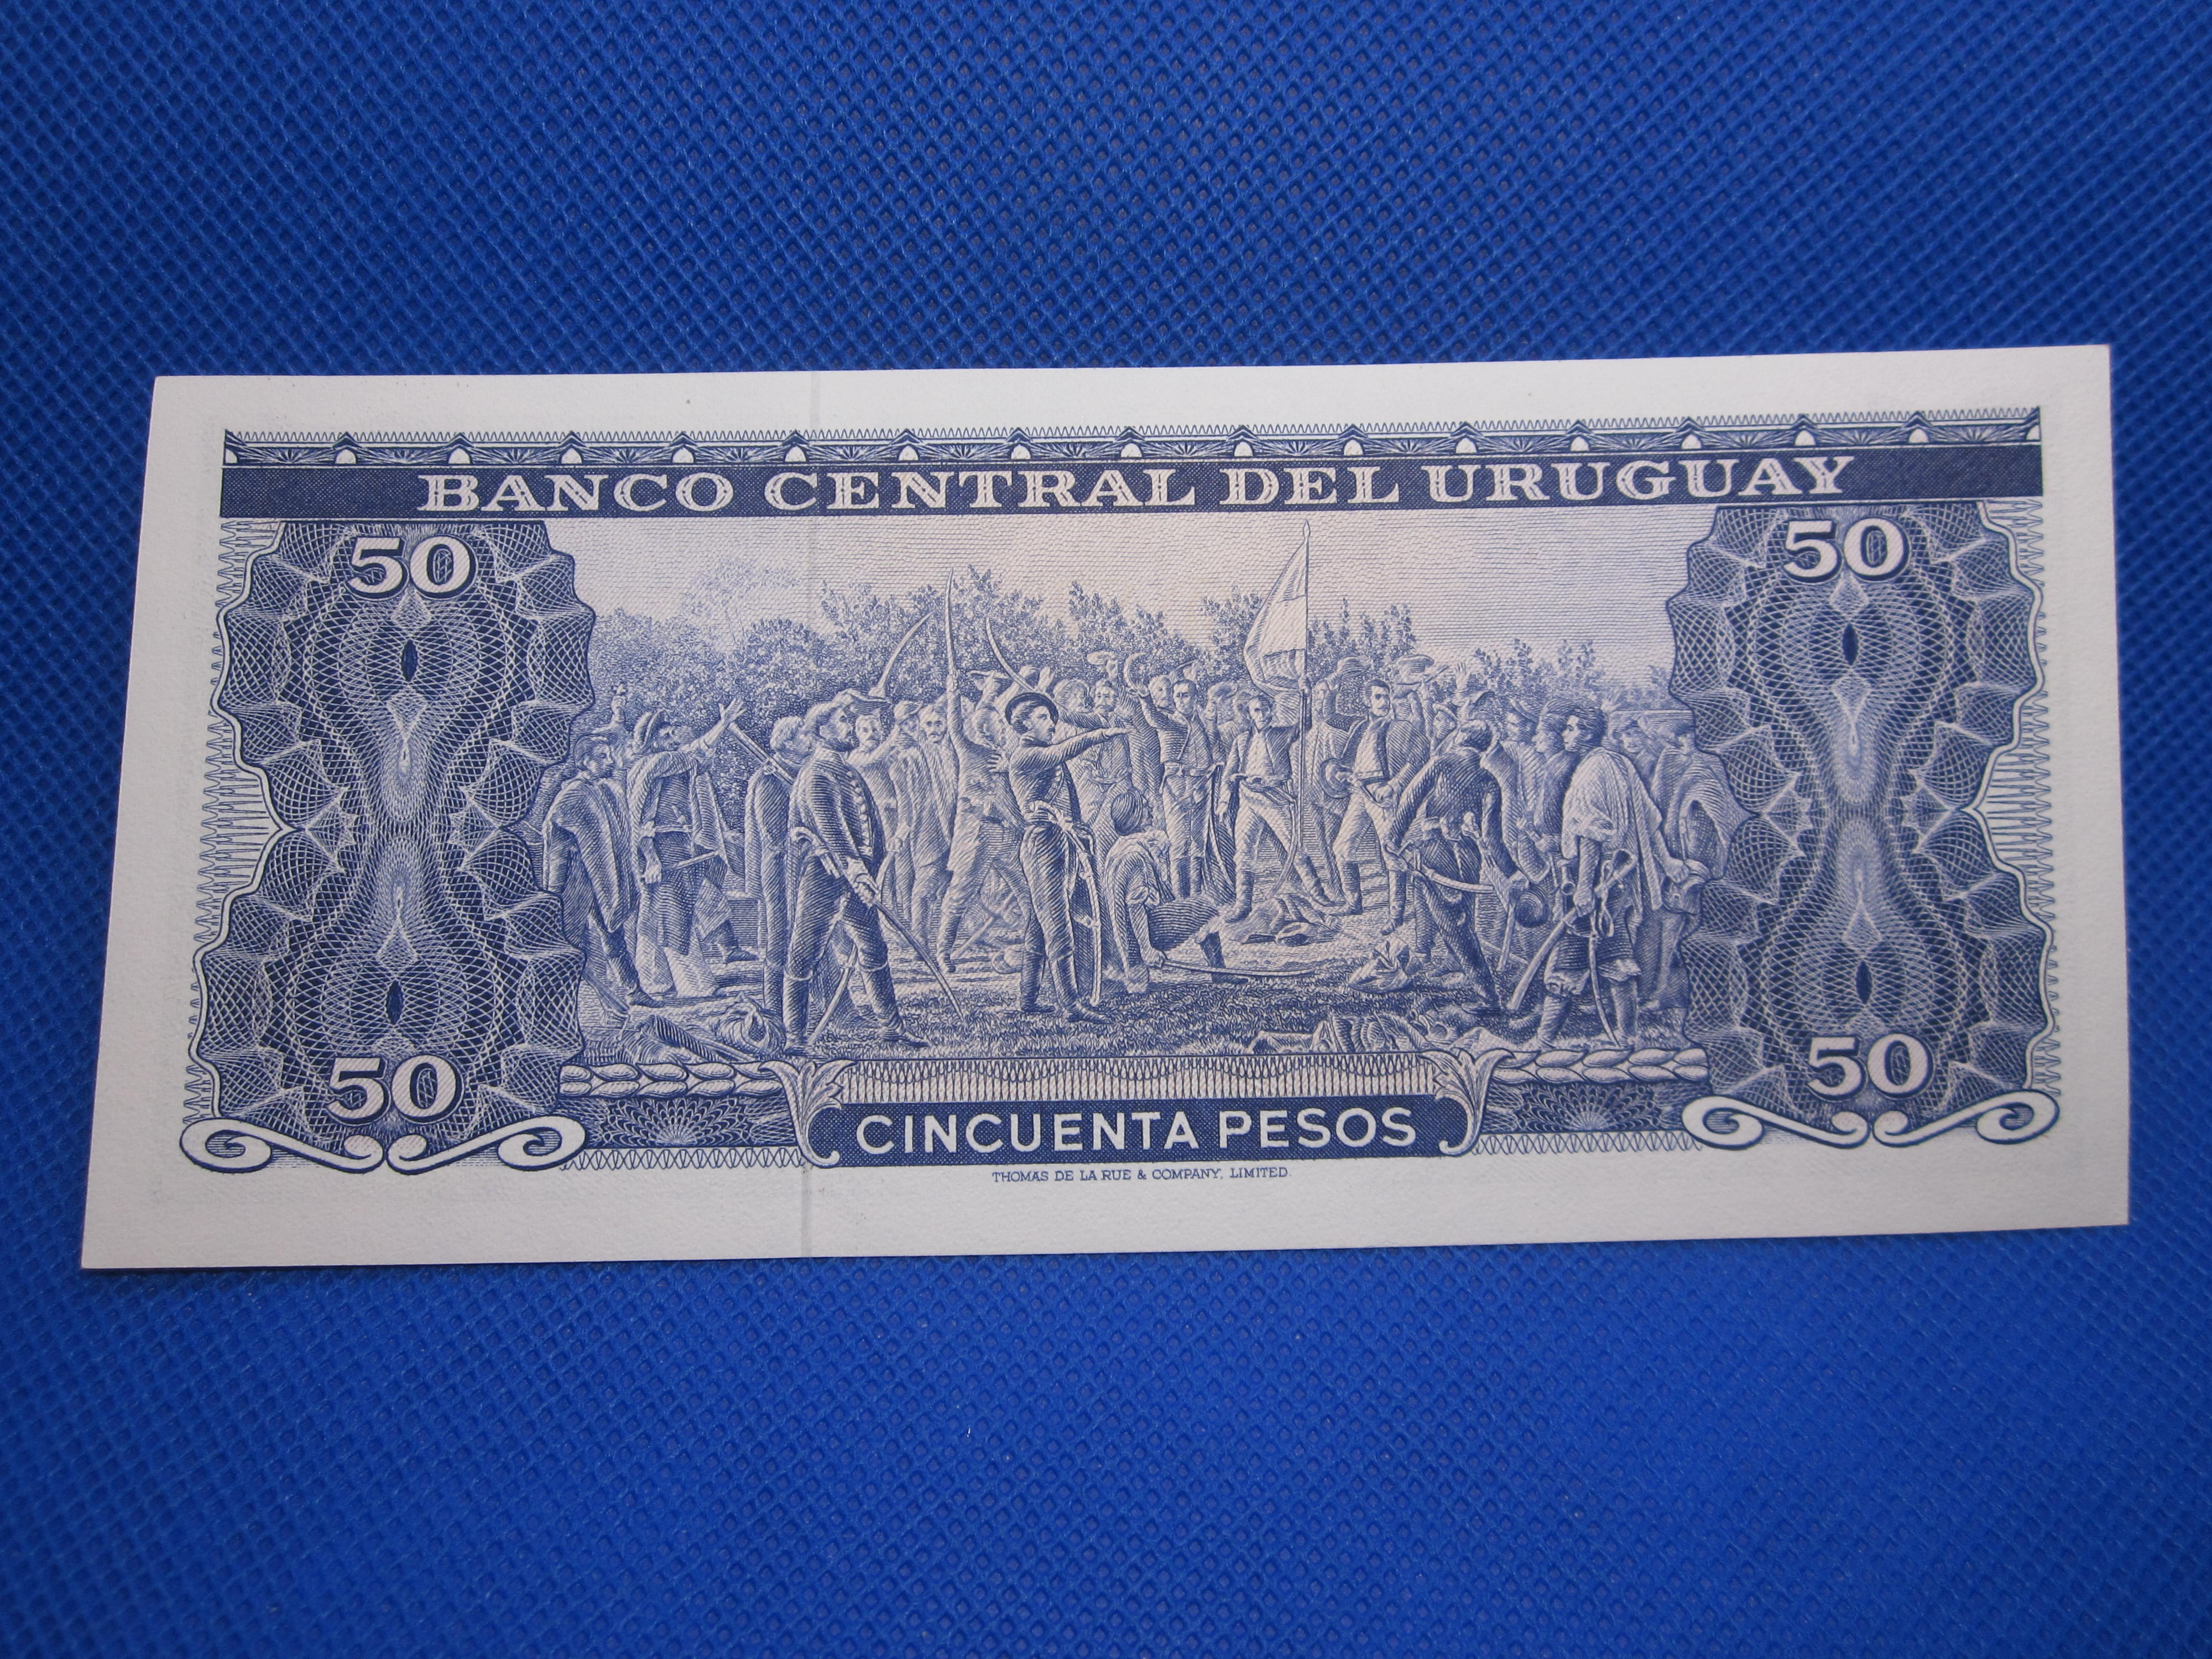 BANCO CENTRAL DEL URUGUAY
50 50
50 50
CINCUENTA PESOS
THOMAS DE LA RUE & COMPANY, LIMITED.